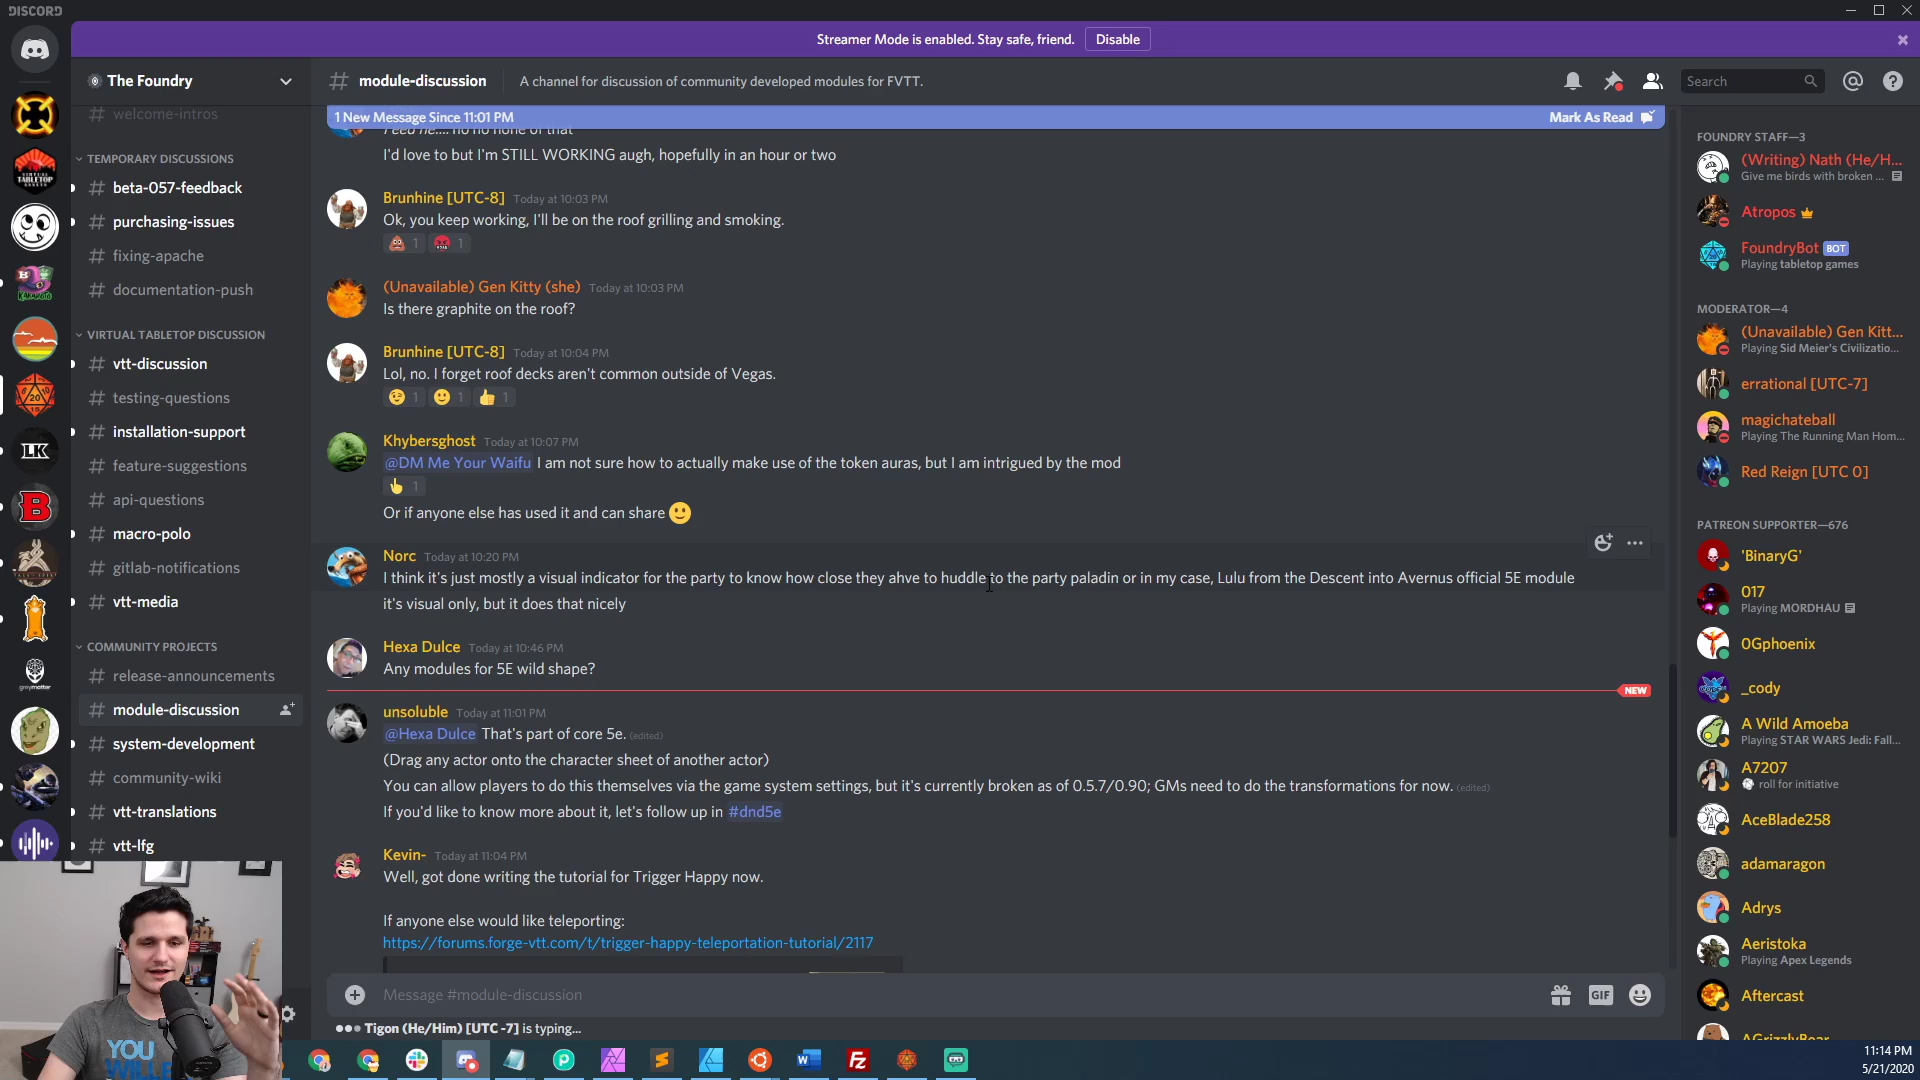 DISCORD
Streamer Mode is enabled. Stay safe, friend.
Disable
The Foundry
# module-discussion
A channel for discussion of community developed modules for FVTT.
Search
# welcome-intros
TEMPORARY DISCUSSIONS
# beta-057-feedback
# purchasing-issues
# fixing-apache
# documentation-push
VIRTUAL TABLETOP DISCUSSION
# vtt-discussion
# testing-questions
# installation-support
# feature-suggestions
# api-questions
# macro-polo
# gitlab-notifications
# vtt-media
COMMUNITY PROJECTS
# release-announcements
# module-discussion
# system-development
# community-wiki
# vtt-translations
# vtt-lfg
VIRTUAL TABLETOP
20
15
LK
B
greymatter
1 New Message Since 11:01 PM
Mark As Read
Feed me.... no no none of that
I'd love to but I'm STILL WORKING augh, hopefully in an hour or two
Brunhine [UTC-8] Today at 10:03 PM
Ok, you keep working, I'll be on the roof grilling and smoking.
1 1
(Unavailable) Gen Kitty (she) Today at 10:03 PM
Is there graphite on the roof?
Brunhine [UTC-8] Today at 10:04 PM
Lol, no. I forget roof decks aren't common outside of Vegas.
1 1 1
Khybersghost Today at 10:07 PM
@DM Me Your Waifu I am not sure how to actually make use of the token auras, but I am intrigued by the mod
1
Or if anyone else has used it and can share
Norc Today at 10:20 PM
I think it's just mostly a visual indicator for the party to know how close they ahve to huddle to the party paladin or in my case, Lulu from the Descent into Avernus official 5E module
it's visual only, but it does that nicely
Hexa Dulce Today at 10:46 PM
Any modules for 5E wild shape?
NEW
unsoluble Today at 11:01 PM
@Hexa Dulce That's part of core 5e. (edited)
(Drag any actor onto the character sheet of another actor)
You can allow players to do this themselves via the game system settings, but it's currently broken as of 0.5.7/0.90; GMs need to do the transformations for now. (edited)
If you'd like to know more about it, let's follow up in #dnd5e
Kevin- Today at 11:04 PM
Well, got done writing the tutorial for Trigger Happy now.
If anyone else would like teleporting:
https://forums.forge-vtt.com/t/trigger-happy-teleportation-tutorial/2117
Message #module-discussion
GIF
Tigon (He/Him) [UTC -7] is typing...
FOUNDRY STAFF—3
(Writing) Nath (He/H...
Give me birds with broken ...
Atropos
FoundryBot BOT
Playing tabletop games
MODERATOR—4
(Unavailable) Gen Kitt...
Playing Sid Meier's Civilizatio...
errational [UTC-7]
magichateball
Playing The Running Man Hom...
Red Reign [UTC 0]
PATREON SUPPORTER—676
'BinaryG'
017
Playing MORDHAU
0Gphoenix
_cody
A Wild Amoeba
Playing STAR WARS Jedi: Fall...
A7207
roll for initiative
AceBlade258
adamaragon
Adrys
Aeristoka
Playing Apex Legends
Aftercast
AGrizzlyBear
YOU
WILL
11:14 PM
5/21/2020